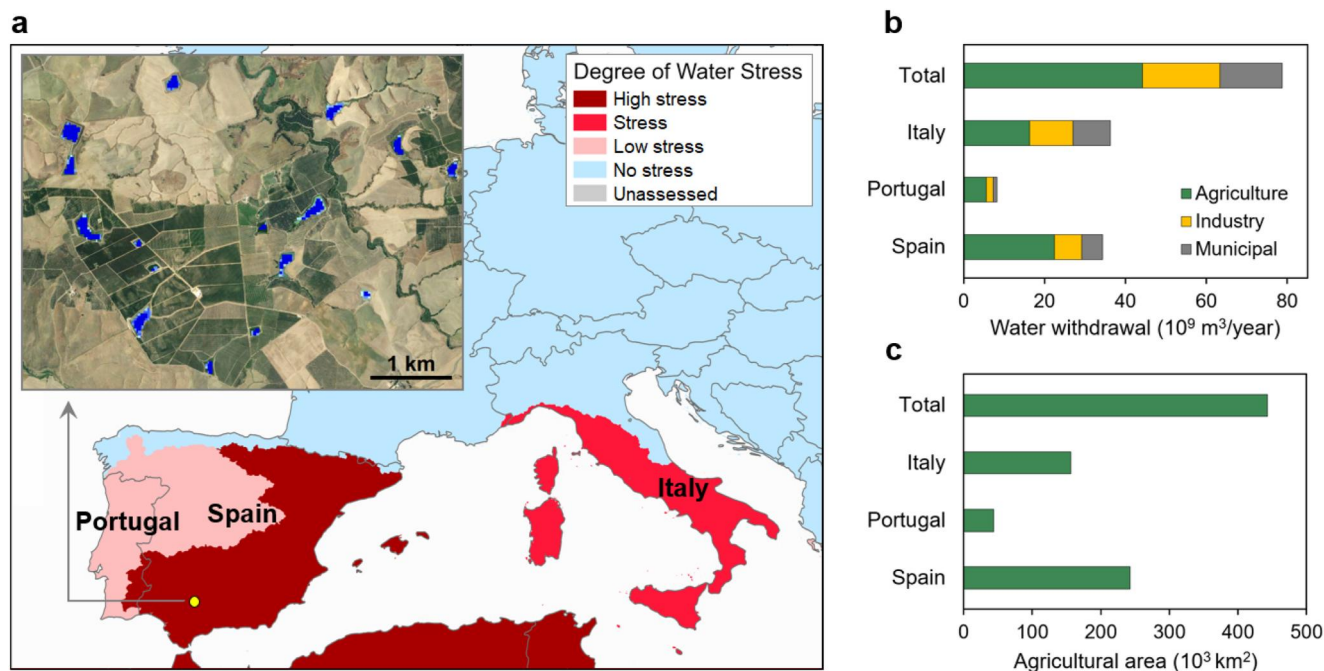 a
Degree of Water Stress
High stress
Stress
Low stress
No stress
Unassessed
1 km
Portugal
Spain
Italy
b
Total
Italy
Portugal
Spain
Agriculture
Industry
Municipal
0 20 40 60 80
Water withdrawal (10⁹ m³/year)
c
Total
Italy
Portugal
Spain
0 100 200 300 400 500
Agricultural area (10³ km²)